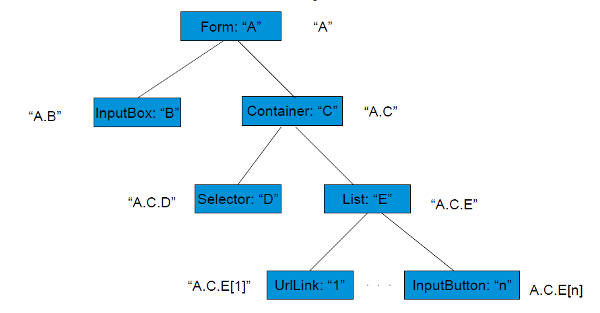 Form: “A”
“A”
“A.B”
InputBox: “B”
Container: “C”
“A.C”
“A.C.D”
Selector: “D”
List: “E”
“A.C.E”
“A.C.E[1]”
UrlLink: “1”
. . .
InputButton: “n”
A.C.E[n]